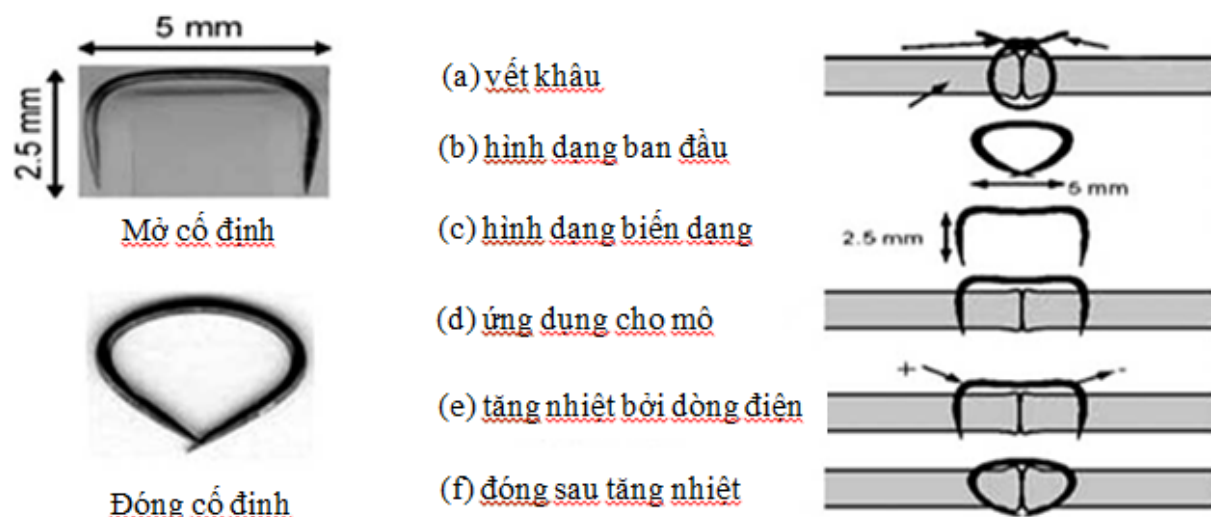 5 mm
2.5 mm
Mở cố định
Đóng cố định
(a) vết khâu
(b) hình dạng ban đầu
(c) hình dạng biến dạng
(d) ứng dụng cho mô
(e) tăng nhiệt bởi dòng điện
(f) đóng sau tăng nhiệt
5 mm
2.5 mm
+ -